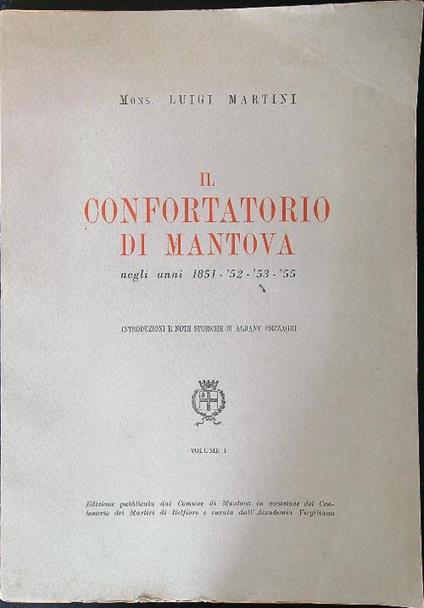 Mons. LUIGI MARTINI
IL
CONFORTATORIO
DI MANTOVA
negli anni 1851 - '52 - '53 - '55
INTRODUZIONI E NOTE STORICHE DI ALBANY REZZAGHI
VOLUME I
Edizione pubblicata dal Comune di Mantova in occasione del Cen-
tenario dei Martiri di Belfiore e curata dall'Accademia Virgiliana